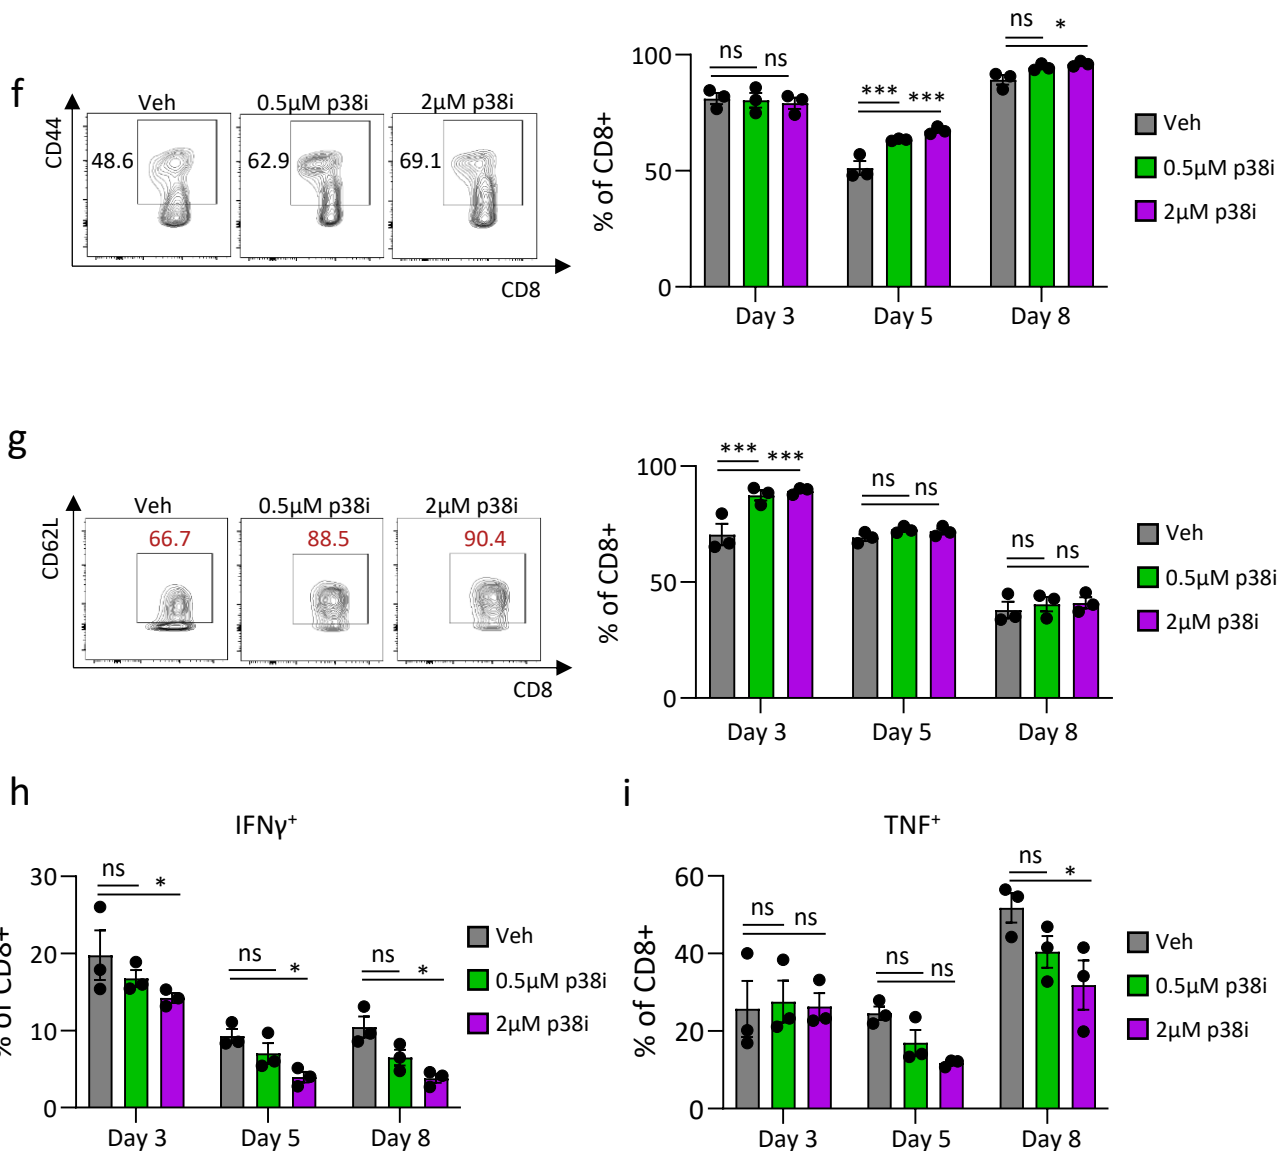 f
Veh 0.5µM p38i 2µM p38i
CD44
48.6 62.9 69.1
CD8
ns *
ns ns
*** ***
% of CD8+
100
50
0
Day 3 Day 5 Day 8
Veh
0.5µM p38i
2µM p38i
g
Veh 0.5µM p38i 2µM p38i
CD62L
66.7 88.5 90.4
CD8
*** ***
ns ns
ns ns
% of CD8+
100
50
0
Day 3 Day 5 Day 8
Veh
0.5µM p38i
2µM p38i
h
IFNγ+
ns *
ns *
ns *
% of CD8+
30
20
10
0
Day 3 Day 5 Day 8
Veh
0.5µM p38i
2µM p38i
i
TNF+
ns ns
ns ns
ns *
% of CD8+
60
40
20
0
Day 3 Day 5 Day 8
Veh
0.5µM p38i
2µM p38i